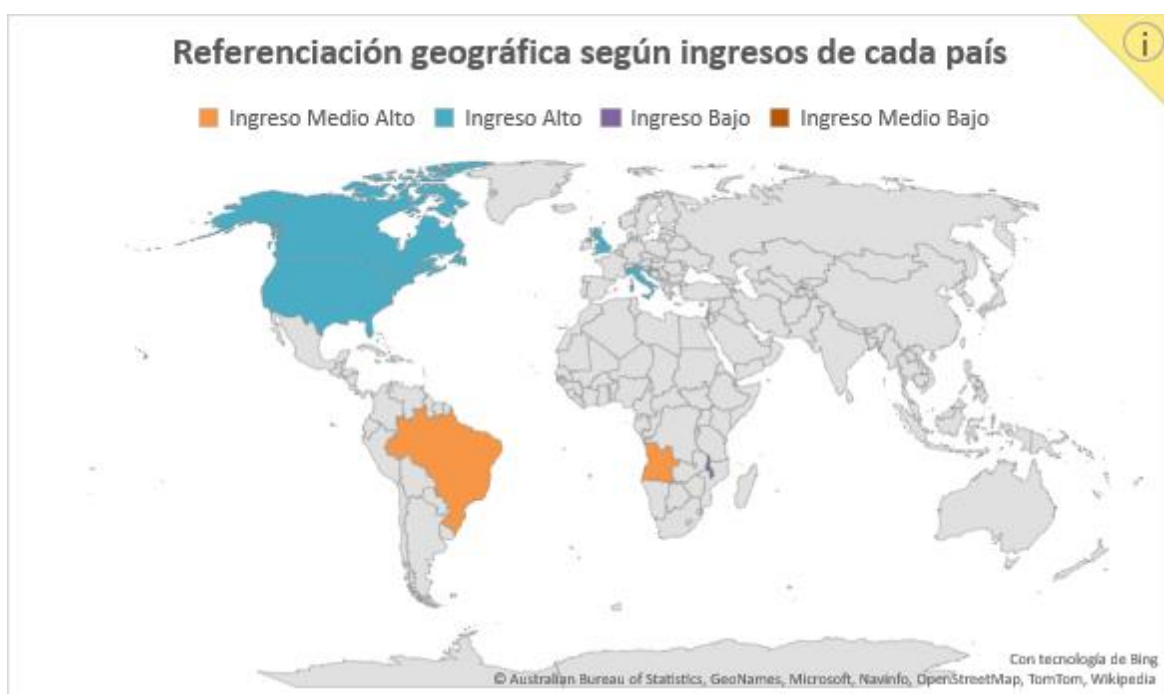 Referenciación geográfica según ingresos de cada país
i
Ingreso Medio Alto Ingreso Alto Ingreso Bajo Ingreso Medio Bajo
Con tecnología de Bing
© Australian Bureau of Statistics, GeoNames, Microsoft, Navinfo, OpenStreetMap, TomTom, Wikipedia